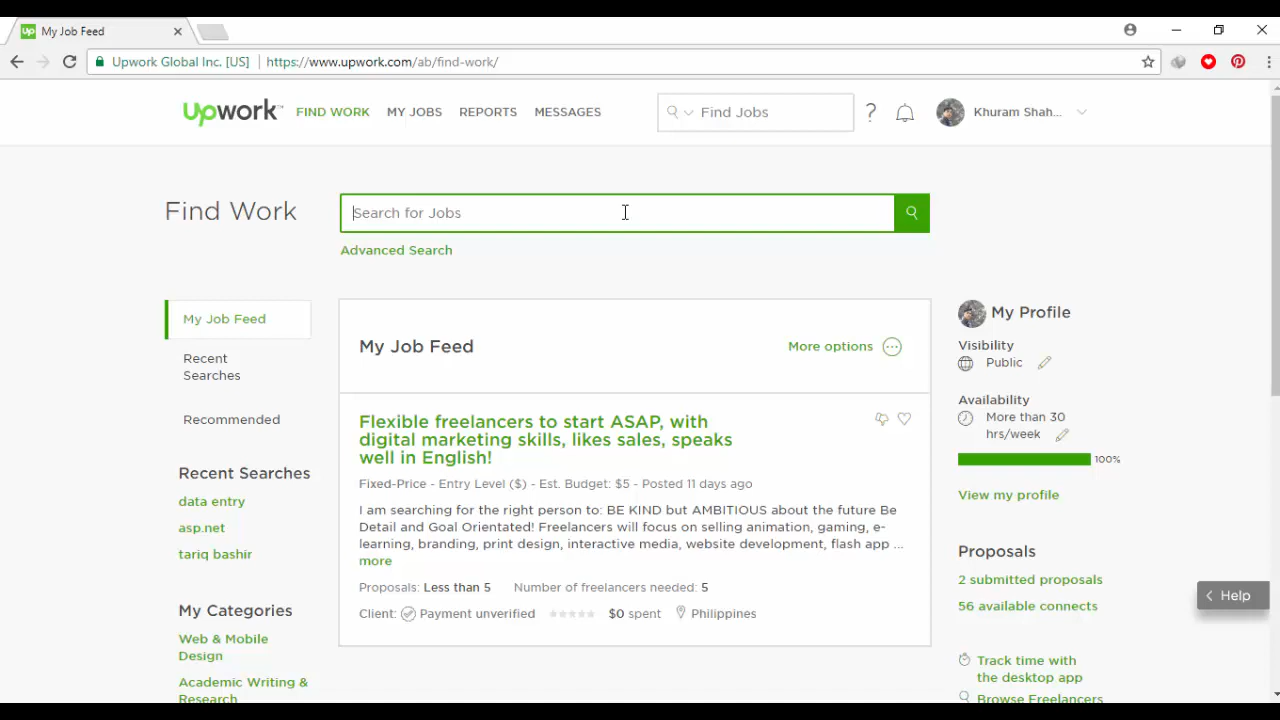 up My Job Feed
Upwork Global Inc. [US] https://www.upwork.com/ab/find-work/
upwork™ FIND WORK MY JOBS REPORTS MESSAGES Find Jobs ? Khuram Shah...
Find Work
Search for Jobs
Advanced Search
My Job Feed
Recent
Searches
Recommended
Recent Searches
data entry
asp.net
tariq bashir
My Categories
Web & Mobile
Design
Academic Writing &
Research
My Job Feed
More options
Flexible freelancers to start ASAP, with
digital marketing skills, likes sales, speaks
well in English!
Fixed-Price - Entry Level ($) - Est. Budget: $5 - Posted 11 days ago
I am searching for the right person to: BE KIND but AMBITIOUS about the future Be
Detail and Goal Orientated! Freelancers will focus on selling animation, gaming, e-
learning, branding, print design, interactive media, website development, flash app ...
more
Proposals: Less than 5 Number of freelancers needed: 5
Client: Payment unverified $0 spent Philippines
My Profile
Visibility
Public
Availability
More than 30
hrs/week
100%
View my profile
Proposals
2 submitted proposals
56 available connects
Help
Track time with
the desktop app
Browse Freelancers